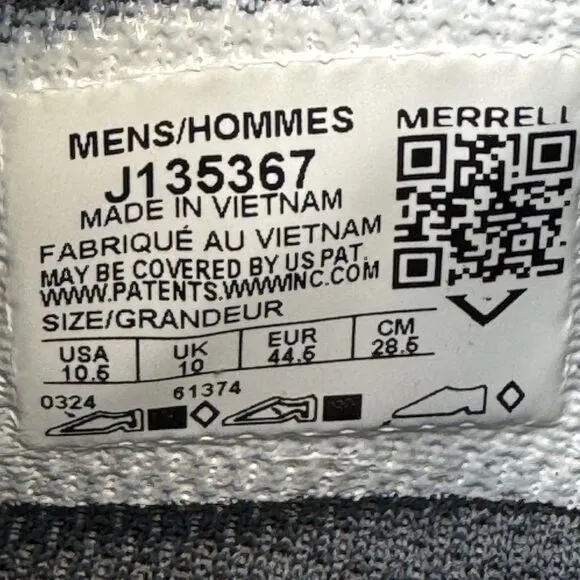 MENS/HOMMES
MERRELL
J135367
MADE IN VIETNAM
FABRIQUÉ AU VIETNAM
MAY BE COVERED BY US PAT.
WWW.PATENTS.WWWINC.COM
SIZE/GRANDEUR
USA UK EUR CM
10.5 10 44.5 28.5
0324 61374